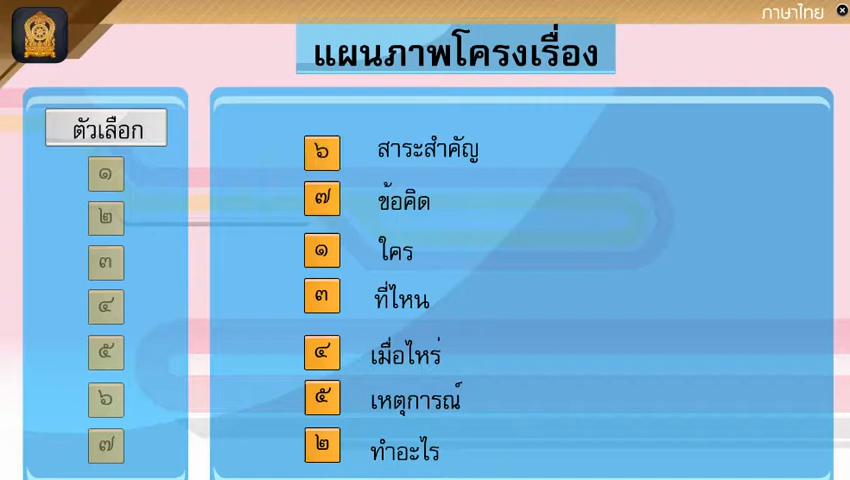 ภาษาไทย
แผนภาพโครงเรื่อง
ตัวเลือก
๑
๒
๓
๔
๕
๖
๗
๖ สาระสำคัญ
๗ ข้อคิด
๑ ใคร
๓ ที่ไหน
๔ เมื่อไหร่
๕ เหตุการณ์
๒ ทำอะไร